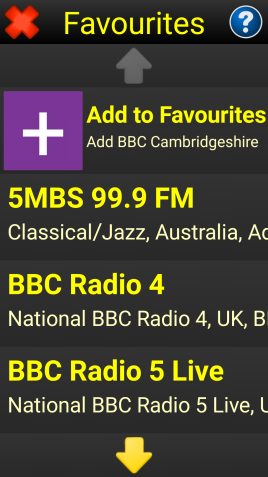 Favourites
?
Add to Favourites
Add BBC Cambridgeshire
5MBS 99.9 FM
Classical/Jazz, Australia,
BBC Radio 4
National BBC Radio 4, UK,
BBC Radio 5 Live
National BBC Radio 5 Live,